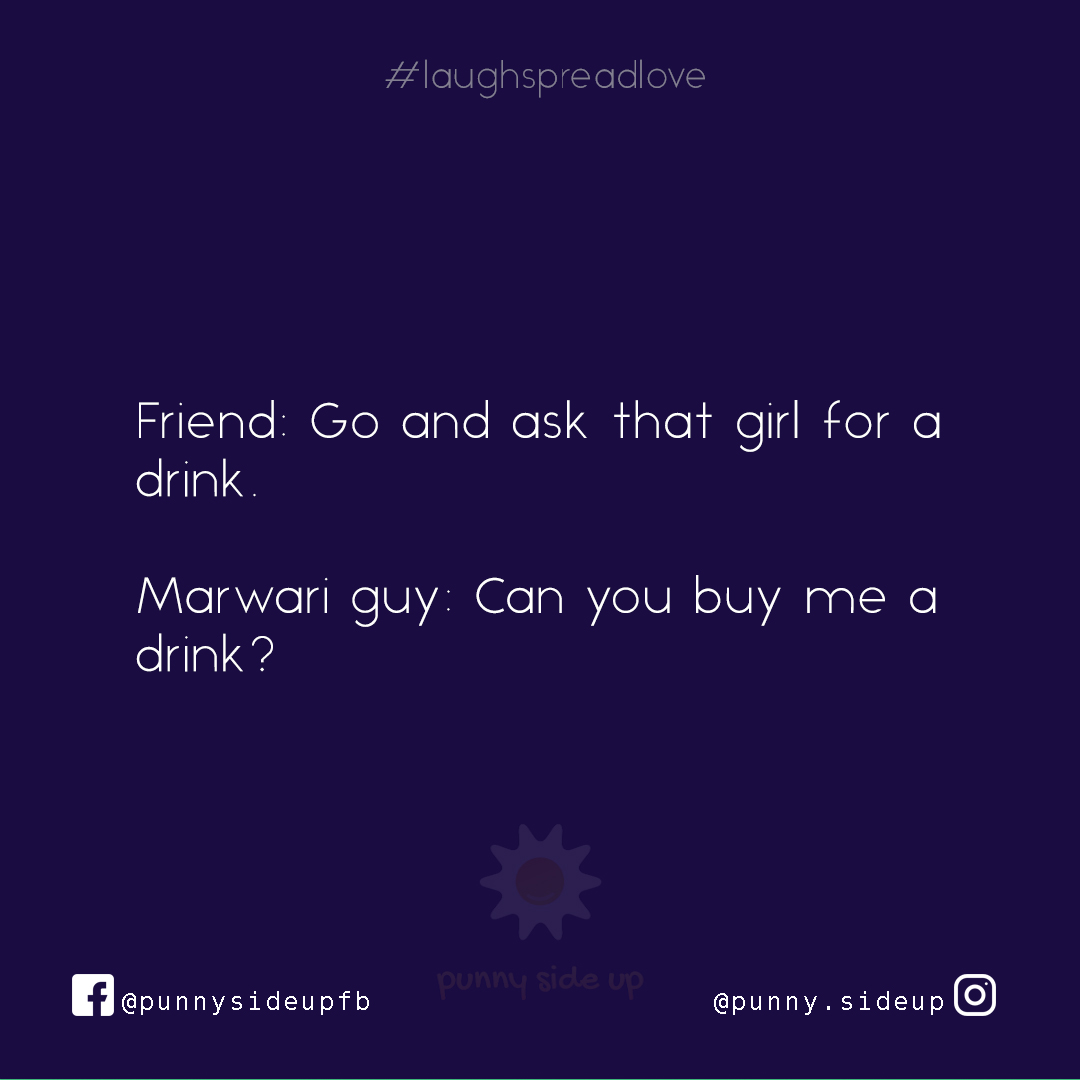 #laughspreadlove
Friend: Go and ask that girl for a
drink.
Marwari guy: Can you buy me a
drink?
punny side up
@punnysideupfb
@punny.sideup